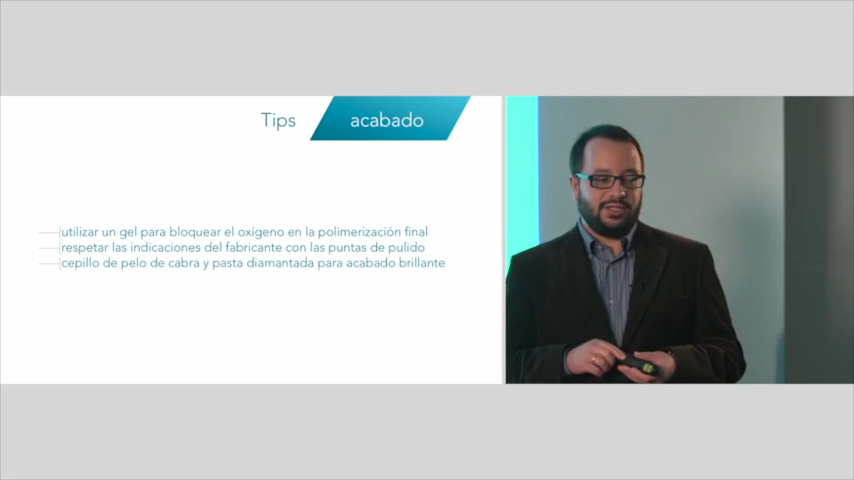 Tips acabado
utilizar un gel para bloquear el oxígeno en la polimerización final
respetar las indicaciones del fabricante con las puntas de pulido
cepillo de pelo de cabra y pasta diamantada para acabado brillante